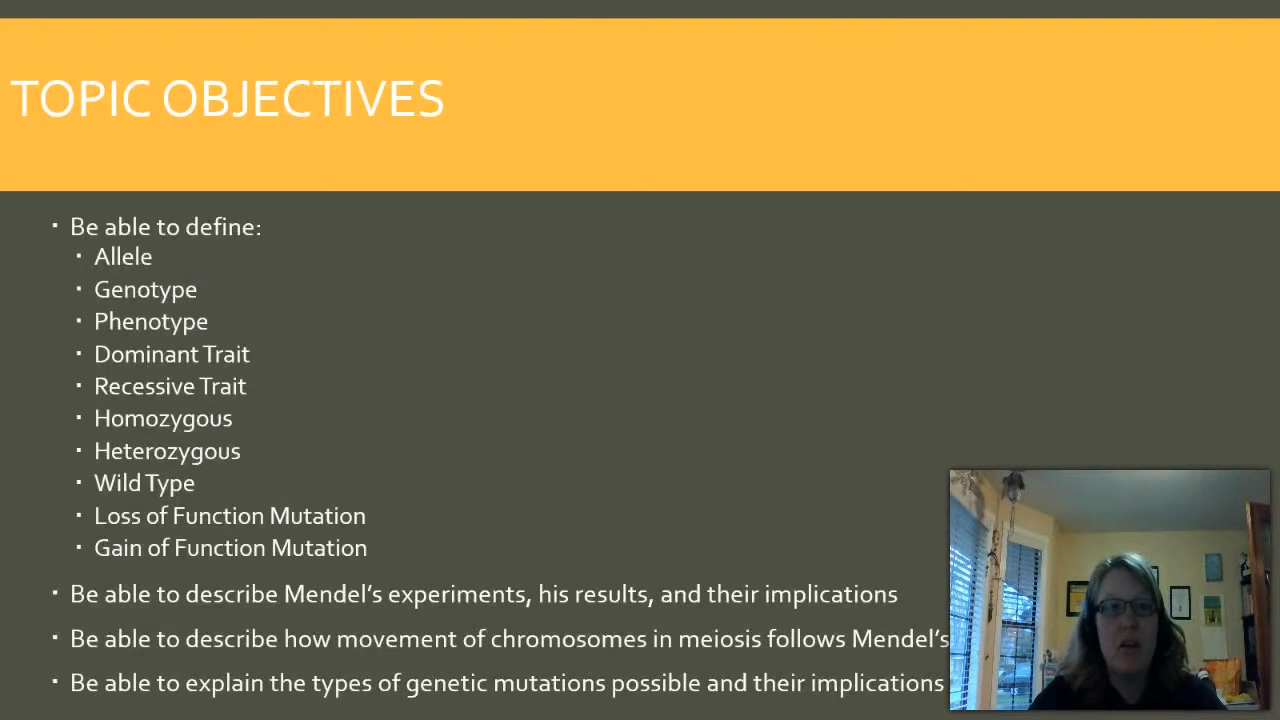 TOPIC OBJECTIVES
Be able to define:
Allele
Genotype
Phenotype
Dominant Trait
Recessive Trait
Homozygous
Heterozygous
Wild Type
Loss of Function Mutation
Gain of Function Mutation
Be able to describe Mendel's experiments, his results, and their implications
Be able to describe how movement of chromosomes in meiosis follows Mendel's
Be able to explain the types of genetic mutations possible and their implications